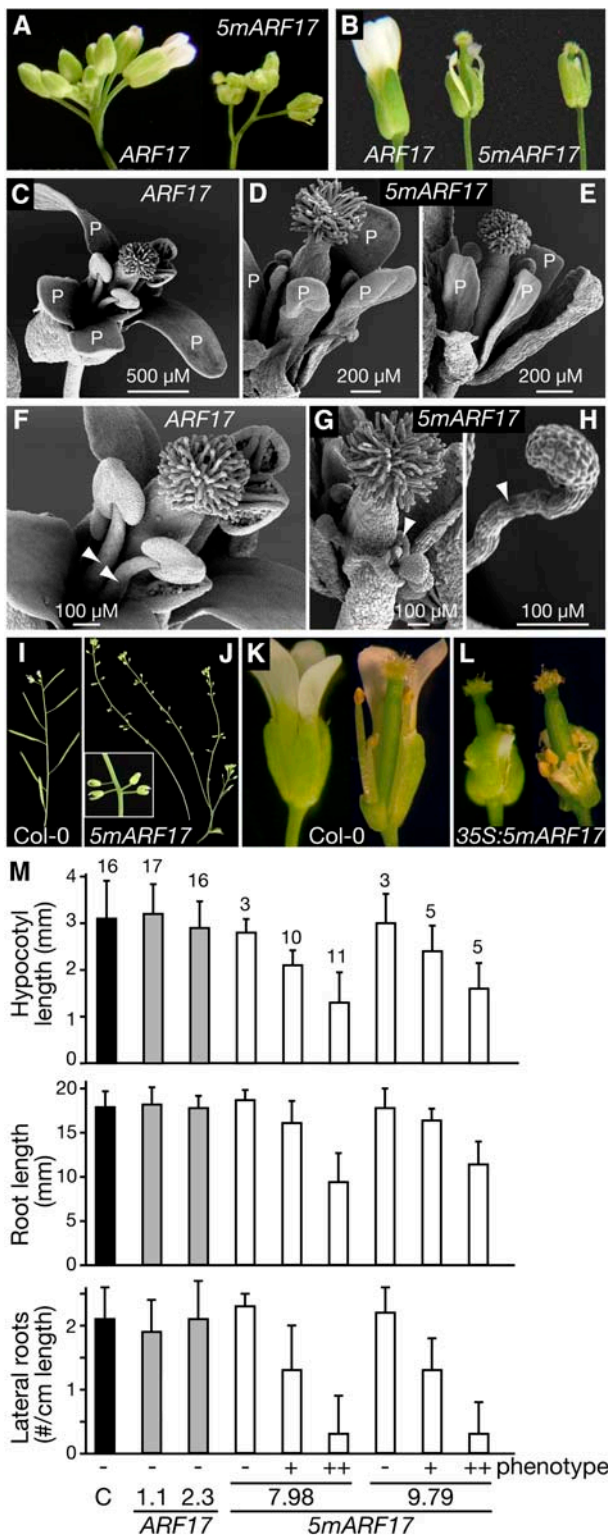 A 5mARF17 B
ARF17 ARF17 5mARF17
C ARF17 D 5mARF17 E
P P P P P P P P P P
500 µM 200 µM 200 µM
F ARF17 G 5mARF17 H
100 µM 100 µM 100 µM
I J K L
Col-0 5mARF17 Col-0 35S:5mARF17
M
Hypocotyl length (mm)
4 3 2 1 0
16 17 16 3 10 11 3 5 5
Root length (mm)
20 15 10 5 0
Lateral roots (#/cm length)
2 1 0
- - - - + ++ - + ++ phenotype
C 1.1 2.3 7.98 9.79
ARF17 5mARF17